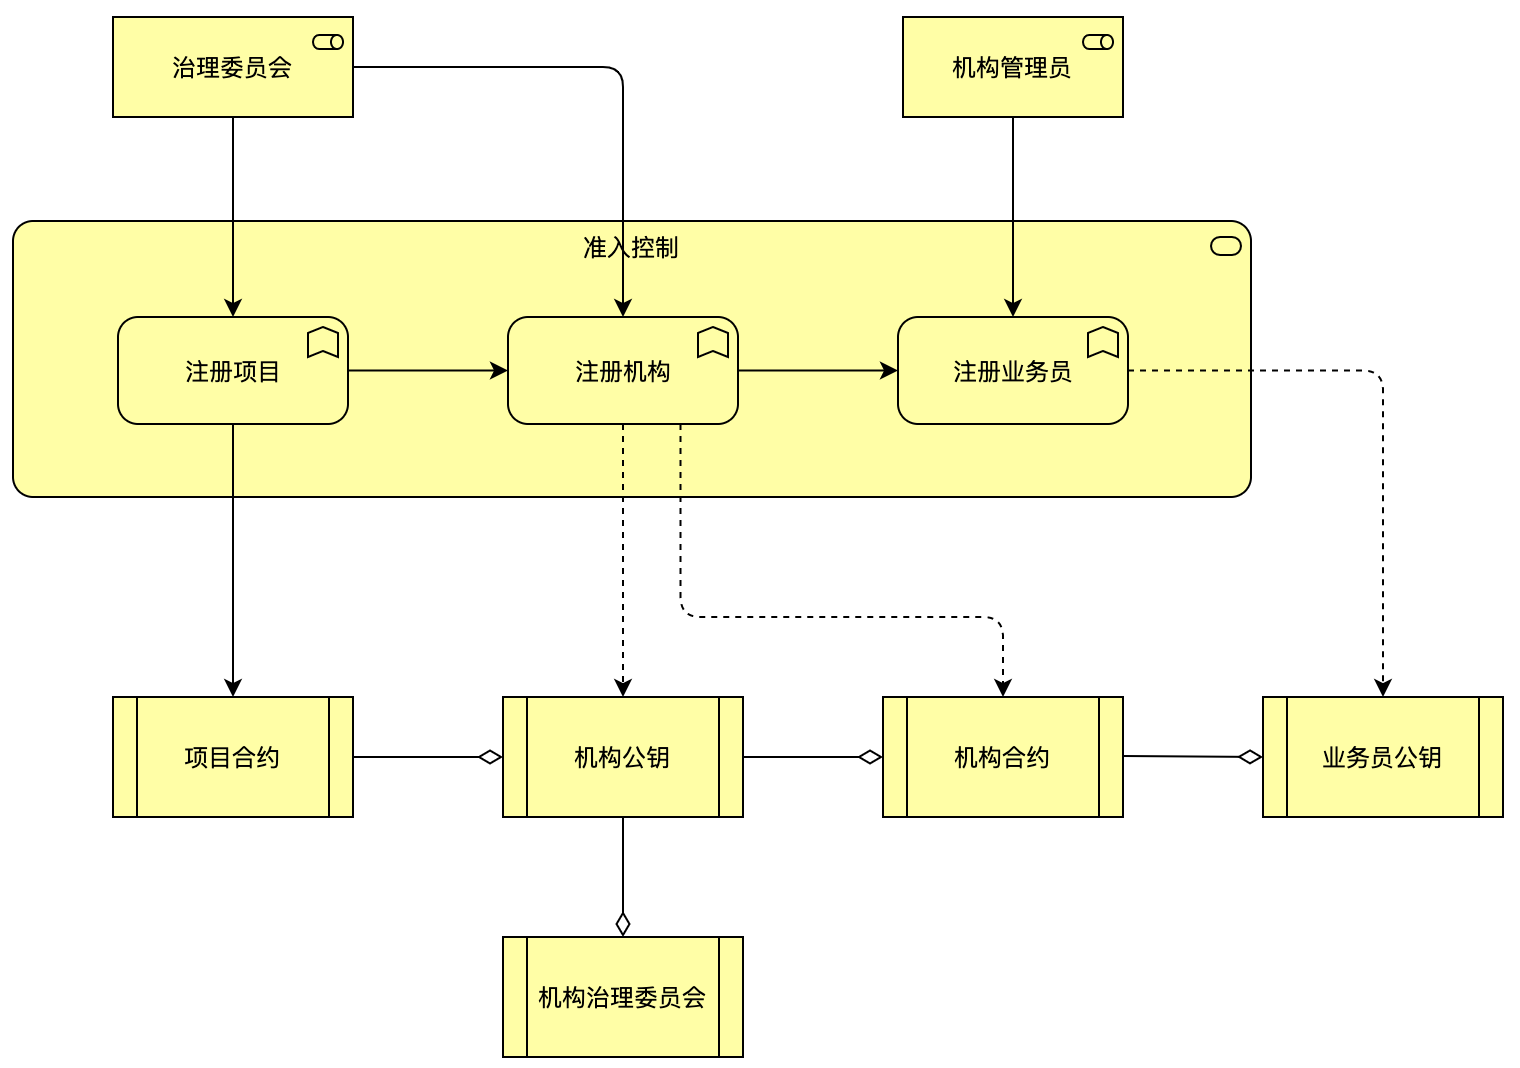 治理委员会
机构管理员
准入控制
注册项目
注册机构
注册业务员
项目合约
机构公钥
机构合约
业务员公钥
机构治理委员会